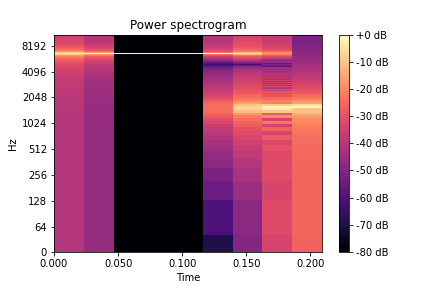 Power spectrogram
8192
4096
2048
1024
512
256
128
64
0
Hz
0.000 0.050 0.100 0.150 0.200
Time
+0 dB
-10 dB
-20 dB
-30 dB
-40 dB
-50 dB
-60 dB
-70 dB
-80 dB